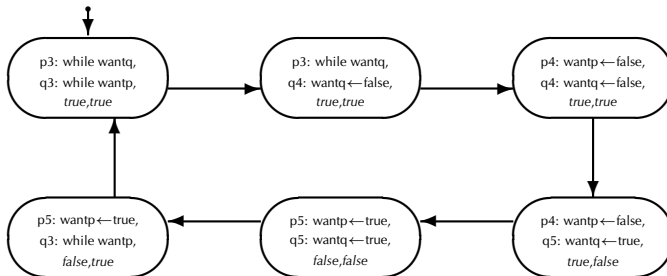 p3: while wantq,
q3: while wantp,
true,true
p3: while wantq,
q4: wantq←false,
true,true
p4: wantp←false,
q4: wantq←false,
true,true
p5: wantp←true,
q3: while wantp,
false,true
p5: wantp←true,
q5: wantq←true,
false,false
p4: wantp←false,
q5: wantq←true,
true,false